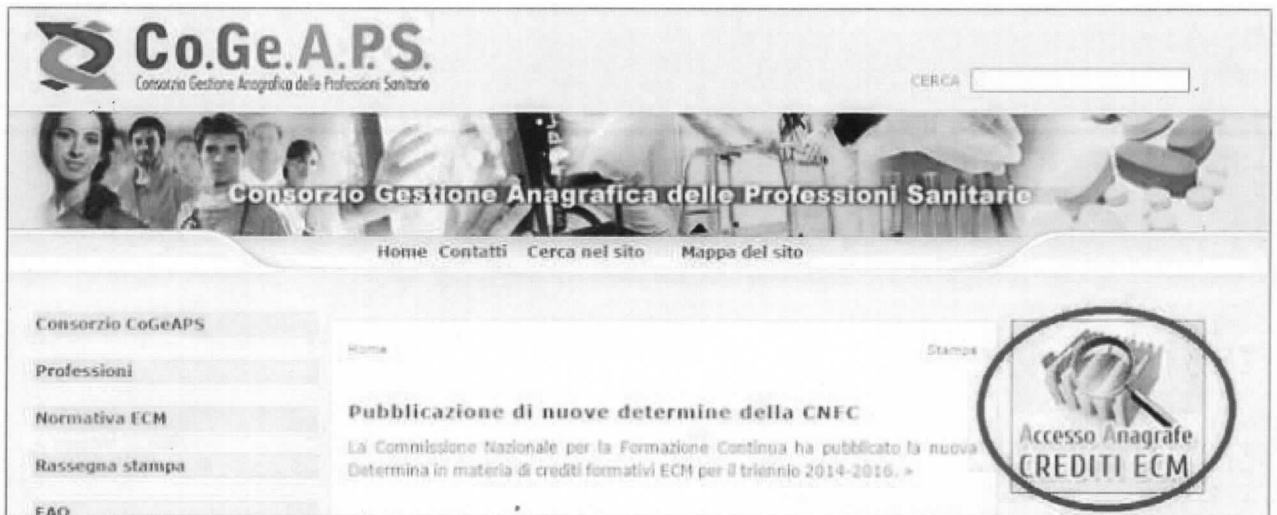 Co.Ge.A.P.S.
Consorzio Gestione Anagrafica delle Professioni Sanitarie
CERCA
Consorzio Gestione Anagrafica delle Professioni Sanitarie
Home Contatti Cerca nel sito Mappa del sito
Consorzio CoGeAPS
Professioni
Normativa ECM
Rassegna stampa
FAQ
Home
Stampa
Pubblicazione di nuove determine della CNFC
La Commissione Nazionale per la Formazione Continua ha pubblicato la nuova
Determina in materia di crediti formativi ECM per il triennio 2014-2016. »
Accesso Anagrafe
CREDITI ECM